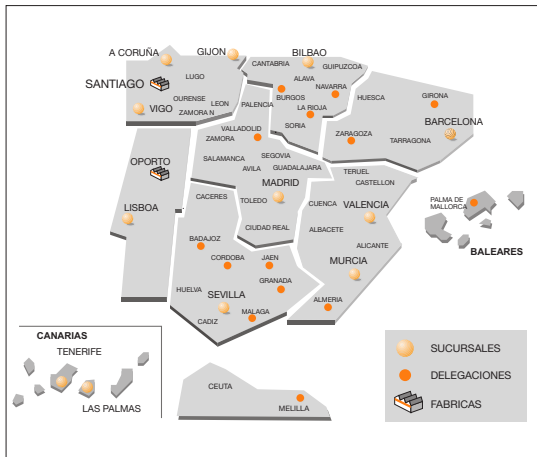 A CORUÑA
GIJON
BILBAO
CANTABRIA
GUIPUZCOA
LUGO
ALAVA
SANTIAGO
NAVARRA
HUESCA
GIRONA
OURENSE
LEON
PALENCIA
BURGOS
VIGO
ZAMORA N
LA RIOJA
BARCELONA
SORIA
VALLADOLID
ZAMORA
ZARAGOZA
TARRAGONA
OPORTO
SALAMANCA
SEGOVIA
AVILA
GUADALAJARA
TERUEL
CASTELLON
MADRID
CACERES
TOLEDO
CUENCA
VALENCIA
LISBOA
PALMA DE
MALLORCA
CIUDAD REAL
ALBACETE
BADAJOZ
ALICANTE
BALEARES
CORDOBA
JAEN
MURCIA
HUELVA
GRANADA
SEVILLA
ALMERIA
CADIZ
MALAGA
CANARIAS
TENERIFE
LAS PALMAS
CEUTA
MELILLA
SUCURSALES
DELEGACIONES
FABRICAS